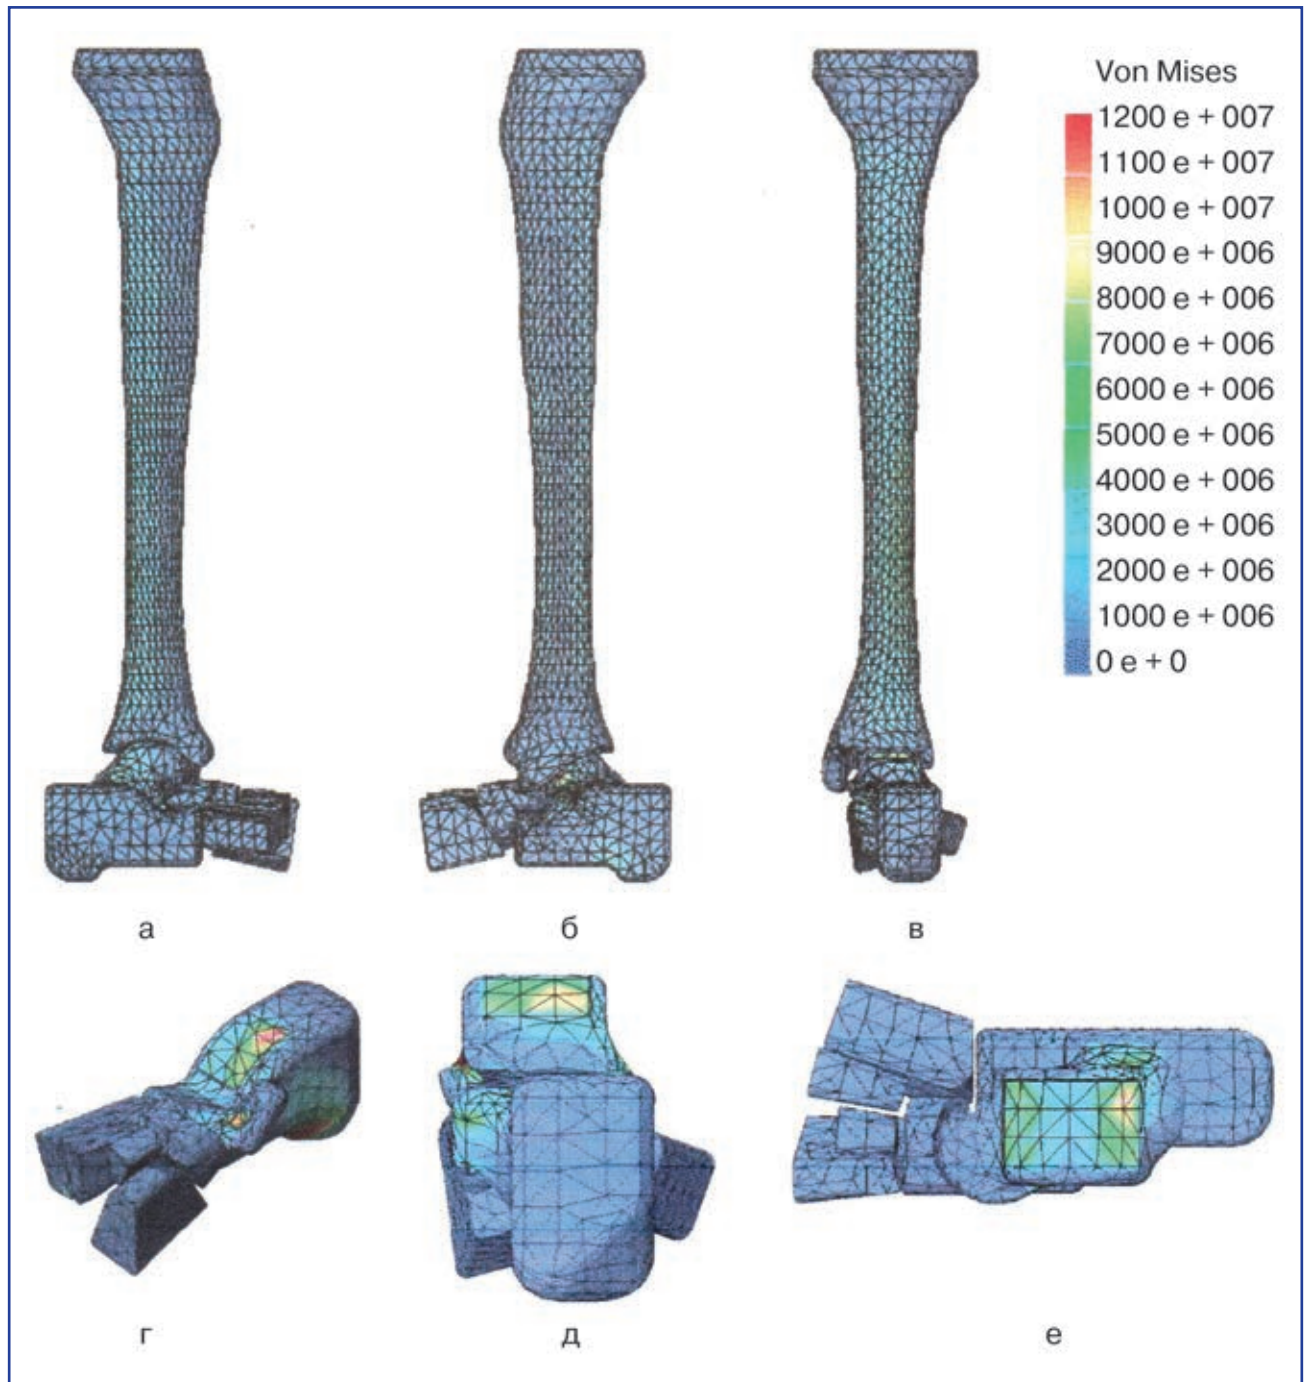 Von Mises
1200 e + 007
1100 e + 007
1000 e + 007
9000 e + 006
8000 e + 006
7000 e + 006
6000 e + 006
5000 e + 006
4000 e + 006
3000 e + 006
2000 e + 006
1000 e + 006
0 e + 0
а
б
в
г
д
е